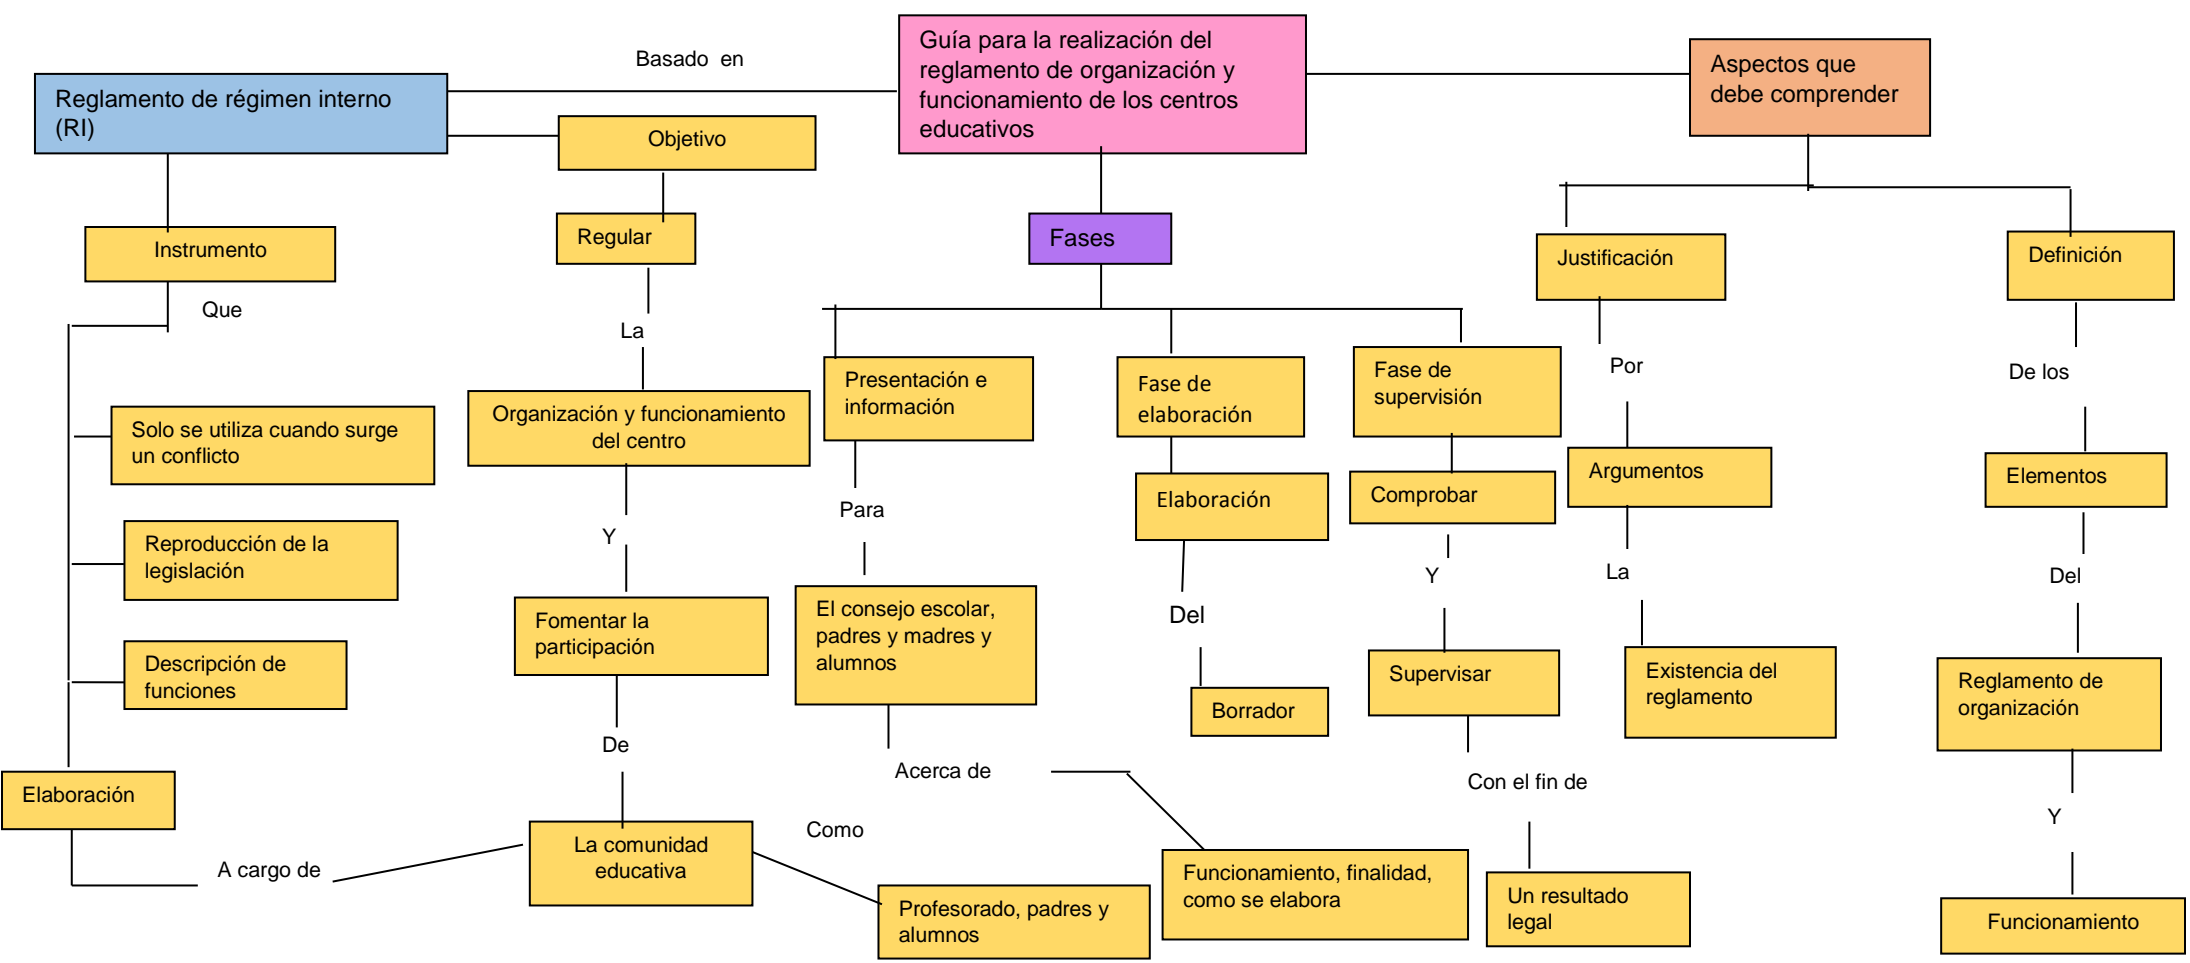 Guía para la realización del
reglamento de organización y
funcionamiento de los centros
educativos
Basado  en
Aspectos que
debe comprender
Reglamento de régimen interno
(RI)
Objetivo
Instrumento
Regular
Fases
Justificación
Definición
Que
La
Por
De los
Solo se utiliza cuando surge
un conflicto
Organización y funcionamiento
del centro
Presentación e
información
Fase de
elaboración
Fase de
supervisión
Argumentos
Elementos
Elaboración
Comprobar
Para
Reproducción de la
legislación
Y
Y
La
Del
Fomentar la
participación
El consejo escolar,
padres y madres y
alumnos
Del
Descripción de
funciones
Supervisar
Existencia del
reglamento
Reglamento de
organización
Borrador
De
Acerca de
Con el fin de
Elaboración
Y
Como
La comunidad
educativa
A cargo de
Funcionamiento, finalidad,
como se elabora
Un resultado
legal
Profesorado, padres y
alumnos
Funcionamiento